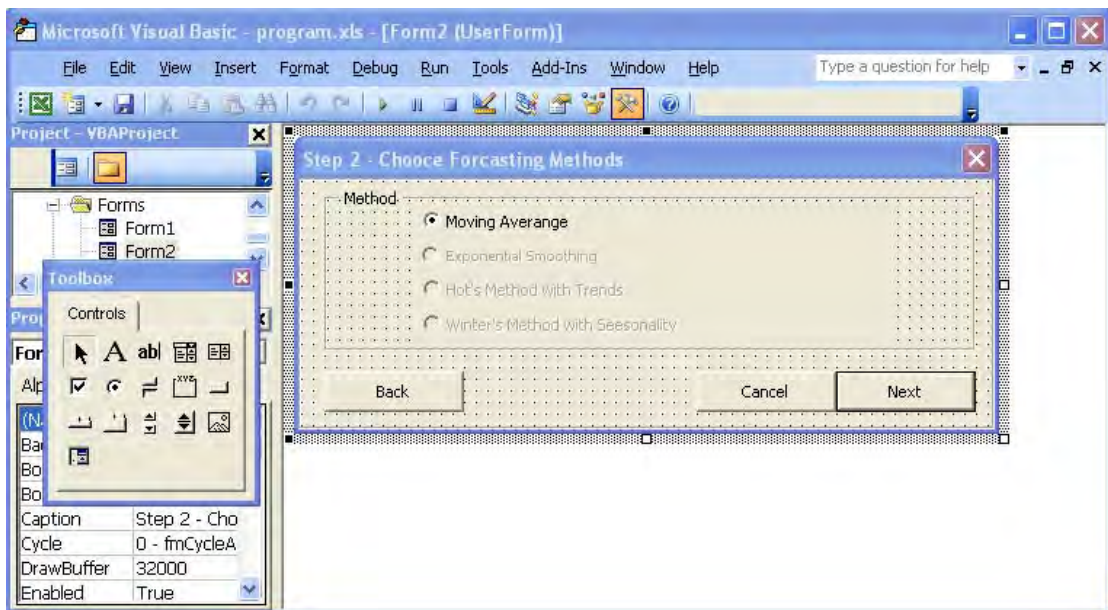 Microsoft Visual Basic - program.xls - [Form2 (UserForm)]
File Edit View Insert Format Debug Run Tools Add-Ins Window Help
Type a question for help
Project - VBAProject
Forms
Form1
Form2
Toolbox
Controls
A abl
XYZ
Caption Step 2 - Cho
Cycle 0 - fmCycleA
DrawBuffer 32000
Enabled True
Step 2 - Chooce Forcasting Methods
Method
Moving Averange
Exponential Smoothing
Hot's Method with Trends
Winter's Method with Seesonality
Back
Cancel
Next